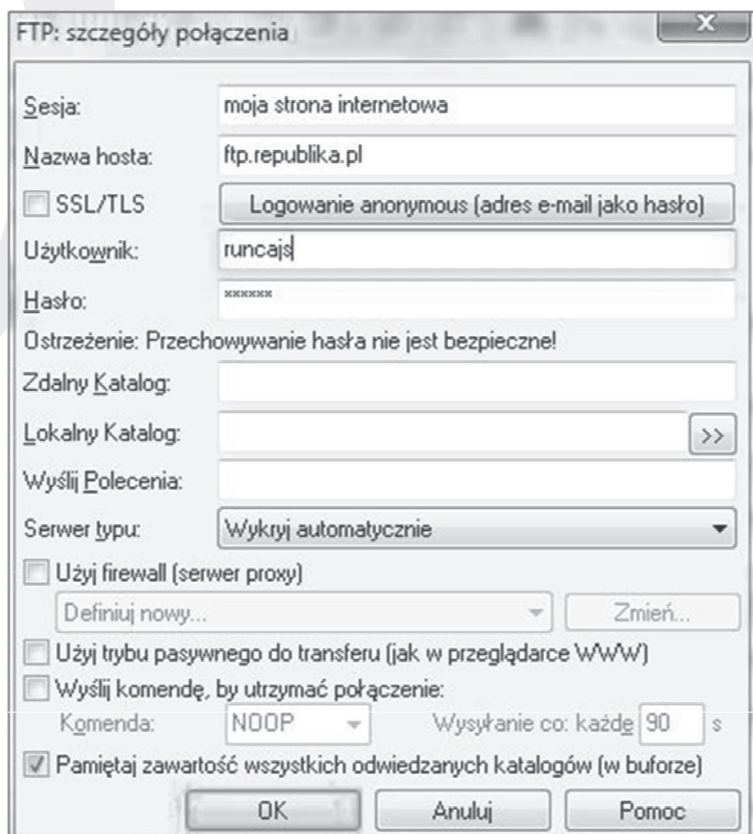 FTP: szczegóły połączenia
Sesja: moja strona internetowa
Nazwa hosta: ftp.republika.pl
SSL/TLS Logowanie anonymous (adres e-mail jako hasło)
Użytkownik: runcajs
Hasło: ××××××
Ostrzeżenie: Przechowywanie hasła nie jest bezpieczne!
Zdalny Katalog:
Lokalny Katalog: >>
Wyślij Polecenia:
Serwer typu: Wykryj automatycznie
Użyj firewall (serwer proxy)
Definiuj nowy... Zmień...
Użyj trybu pasywnego do transferu (jak w przeglądarce WWW)
Wyślij komendę, by utrzymać połączenie:
Komenda: NOOP Wysyłanie co: każdę 90 s
Pamiętaj zawartość wszystkich odwiedzanych katalogów (w buforze)
OK Anuluj Pomoc